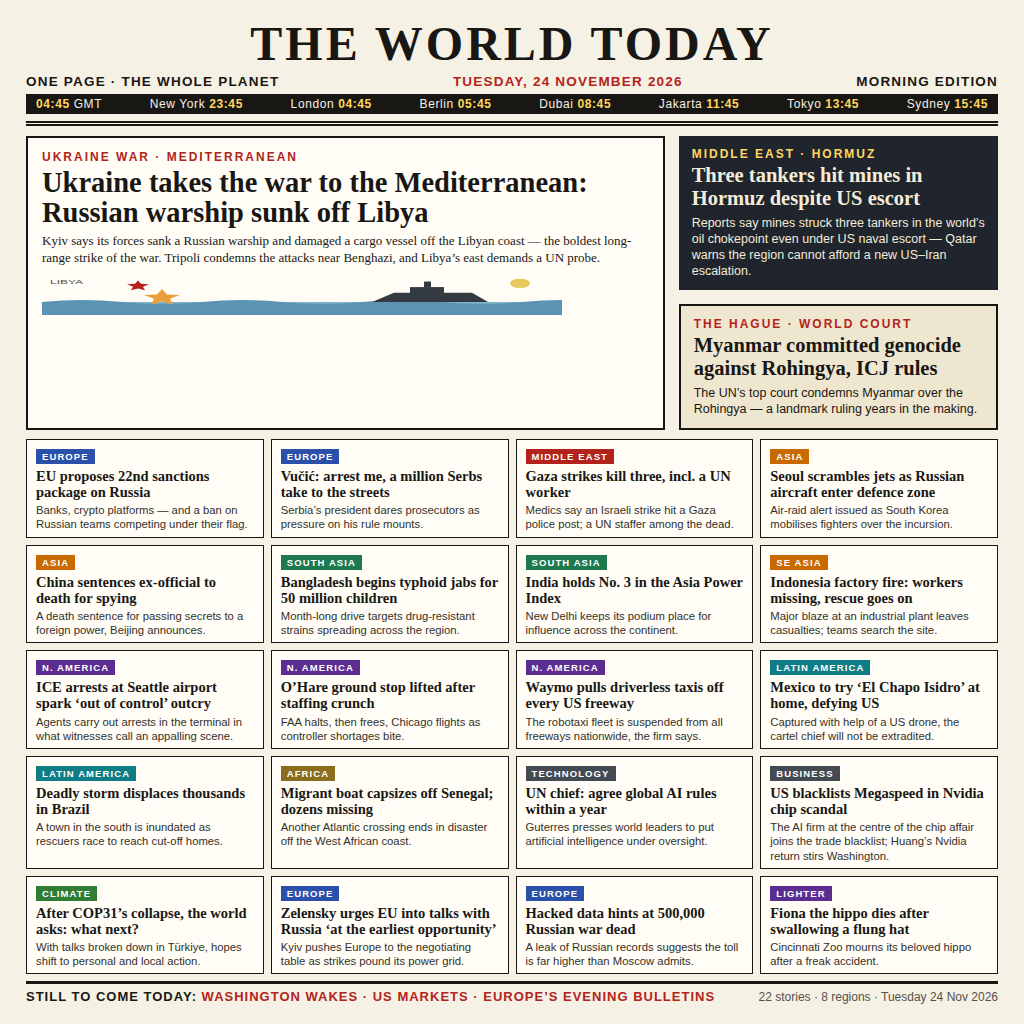 THE WORLD TODAY
ONE PAGE · THE WHOLE PLANET
TUESDAY, 24 NOVEMBER 2026
MORNING EDITION
04:45 GMT New York 23:45 London 04:45 Berlin 05:45 Dubai 08:45 Jakarta 11:45 Tokyo 13:45 Sydney 15:45
UKRAINE WAR · MEDITERRANEAN
Ukraine takes the war to the Mediterranean:
Russian warship sunk off Libya
Kyiv says its forces sank a Russian warship and damaged a cargo vessel off the Libyan coast — the boldest long-
range strike of the war. Tripoli condemns the attacks near Benghazi, and Libya’s east demands a UN probe.
LIBYA
MIDDLE EAST · HORMUZ
Three tankers hit mines in
Hormuz despite US escort
Reports say mines struck three tankers in the world’s
oil chokepoint even under US naval escort — Qatar
warns the region cannot afford a new US–Iran
escalation.
THE HAGUE · WORLD COURT
Myanmar committed genocide
against Rohingya, ICJ rules
The UN’s top court condemns Myanmar over the
Rohingya — a landmark ruling years in the making.
EUROPE
EU proposes 22nd sanctions
package on Russia
Banks, crypto platforms — and a ban on
Russian teams competing under their flag.
EUROPE
Vučić: arrest me, a million Serbs
take to the streets
Serbia’s president dares prosecutors as
pressure on his rule mounts.
MIDDLE EAST
Gaza strikes kill three, incl. a UN
worker
Medics say an Israeli strike hit a Gaza
police post; a UN staffer among the dead.
ASIA
Seoul scrambles jets as Russian
aircraft enter defence zone
Air-raid alert issued as South Korea
mobilises fighters over the incursion.
ASIA
China sentences ex-official to
death for spying
A death sentence for passing secrets to a
foreign power, Beijing announces.
SOUTH ASIA
Bangladesh begins typhoid jabs for
50 million children
Month-long drive targets drug-resistant
strains spreading across the region.
SOUTH ASIA
India holds No. 3 in the Asia Power
Index
New Delhi keeps its podium place for
influence across the continent.
SE ASIA
Indonesia factory fire: workers
missing, rescue goes on
Major blaze at an industrial plant leaves
casualties; teams search the site.
N. AMERICA
ICE arrests at Seattle airport
spark ‘out of control’ outcry
Agents carry out arrests in the terminal in
what witnesses call an appalling scene.
N. AMERICA
O’Hare ground stop lifted after
staffing crunch
FAA halts, then frees, Chicago flights as
controller shortages bite.
N. AMERICA
Waymo pulls driverless taxis off
every US freeway
The robotaxi fleet is suspended from all
freeways nationwide, the firm says.
LATIN AMERICA
Mexico to try ‘El Chapo Isidro’ at
home, defying US
Captured with help of a US drone, the
cartel chief will not be extradited.
LATIN AMERICA
Deadly storm displaces thousands
in Brazil
A town in the south is inundated as
rescuers race to reach cut-off homes.
AFRICA
Migrant boat capsizes off Senegal;
dozens missing
Another Atlantic crossing ends in disaster
off the West African coast.
TECHNOLOGY
UN chief: agree global AI rules
within a year
Guterres presses world leaders to put
artificial intelligence under oversight.
BUSINESS
US blacklists Megaspeed in Nvidia
chip scandal
The AI firm at the centre of the chip affair
joins the trade blacklist; Huang’s Nvidia
return stirs Washington.
CLIMATE
After COP31’s collapse, the world
asks: what next?
With talks broken down in Türkiye, hopes
shift to personal and local action.
EUROPE
Zelensky urges EU into talks with
Russia ‘at the earliest opportunity’
Kyiv pushes Europe to the negotiating
table as strikes pound its power grid.
EUROPE
Hacked data hints at 500,000
Russian war dead
A leak of Russian records suggests the toll
is far higher than Moscow admits.
LIGHTER
Fiona the hippo dies after
swallowing a flung hat
Cincinnati Zoo mourns its beloved hippo
after a freak accident.
STILL TO COME TODAY: WASHINGTON WAKES · US MARKETS · EUROPE’S EVENING BULLETINS
22 stories · 8 regions · Tuesday 24 Nov 2026